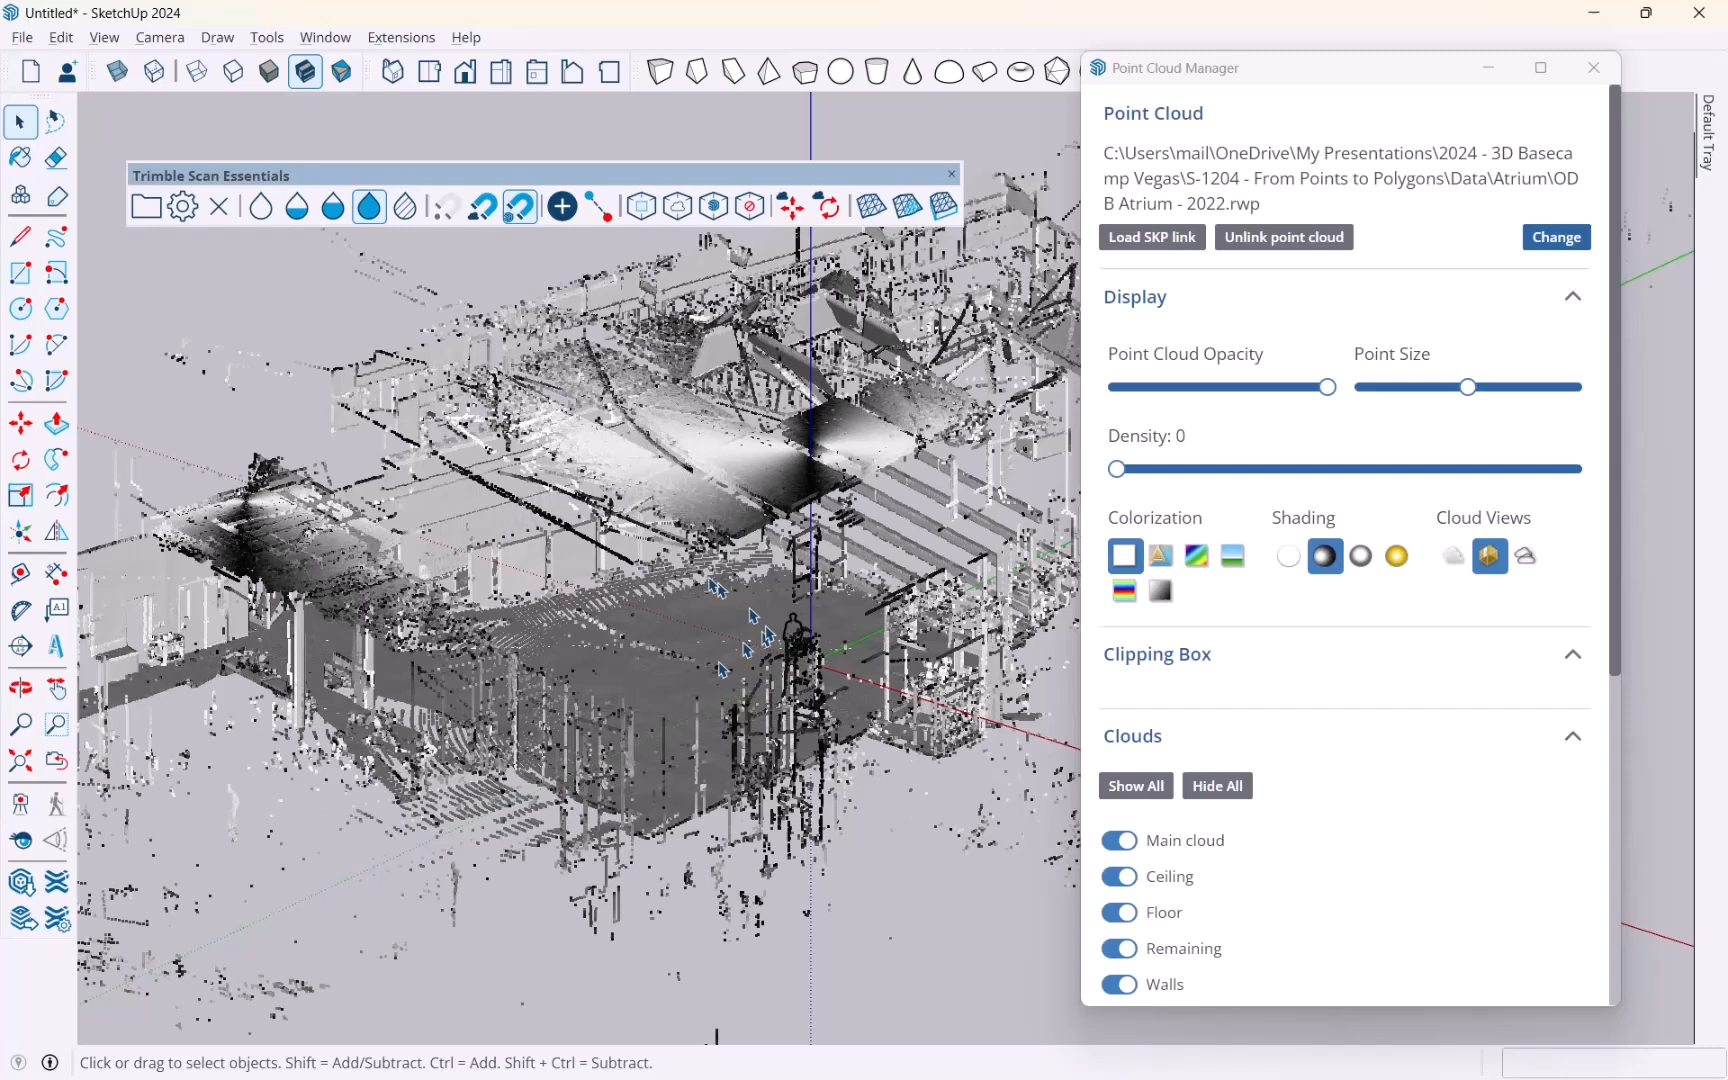 Untitled* - SketchUp 2024
File Edit View Camera Draw Tools Window Extensions Help
Point Cloud Manager
Default Tray
Trimble Scan Essentials
Point Cloud
C:\Users\mail\OneDrive\My Presentations\2024 - 3D Baseca
mp Vegas\S-1204 - From Points to Polygons\Data\Atrium\OD
B Atrium - 2022.rwp
Load SKP link Unlink point cloud Change
Display
Point Cloud Opacity Point Size
Density: 0
Colorization Shading Cloud Views
Clipping Box
Clouds
Show All Hide All
Main cloud
Ceiling
Floor
Remaining
Walls
A1
Click or drag to select objects. Shift = Add/Subtract. Ctrl = Add. Shift + Ctrl = Subtract.